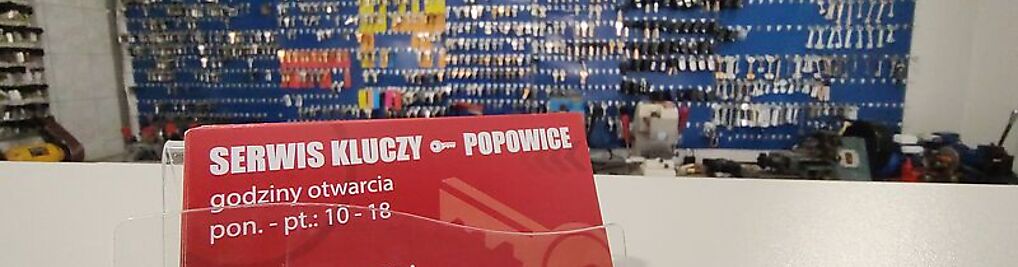 SERWIS KLUCZY POPOWICE
godziny otwarcia
pon. - pt.: 10 - 18